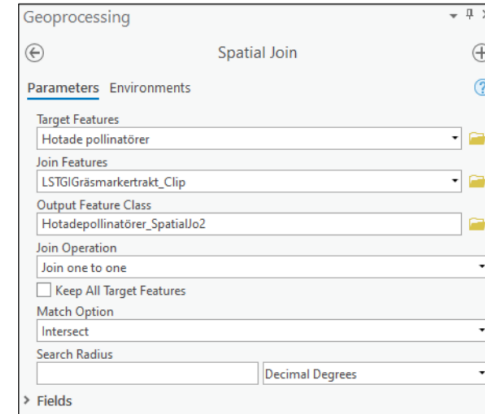 Geoprocessing
Spatial Join
Parameters Environments
Target Features
Hotade pollinatörer
Join Features
LSTGIGräsmarkertrakt_Clip
Output Feature Class
Hotadepollinatörer_SpatialJo2
Join Operation
Join one to one
Keep All Target Features
Match Option
Intersect
Search Radius
Decimal Degrees
Fields